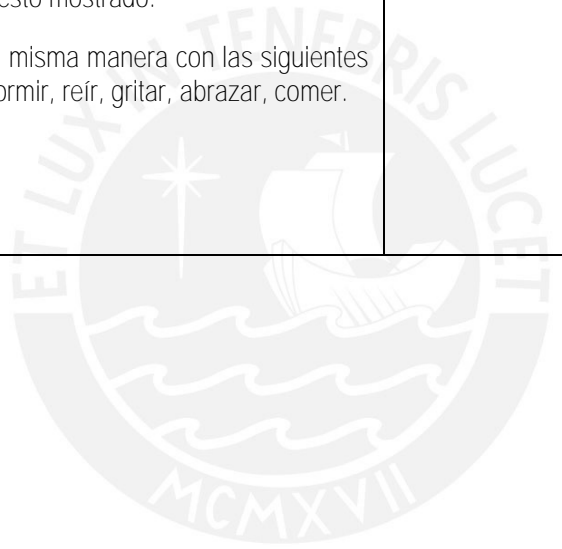 esto mostrado.
misma manera con las siguientes
ormir, reír, gritar, abrazar, comer.
ET LUX IN TENEBRIS LUCET
MCMXVII